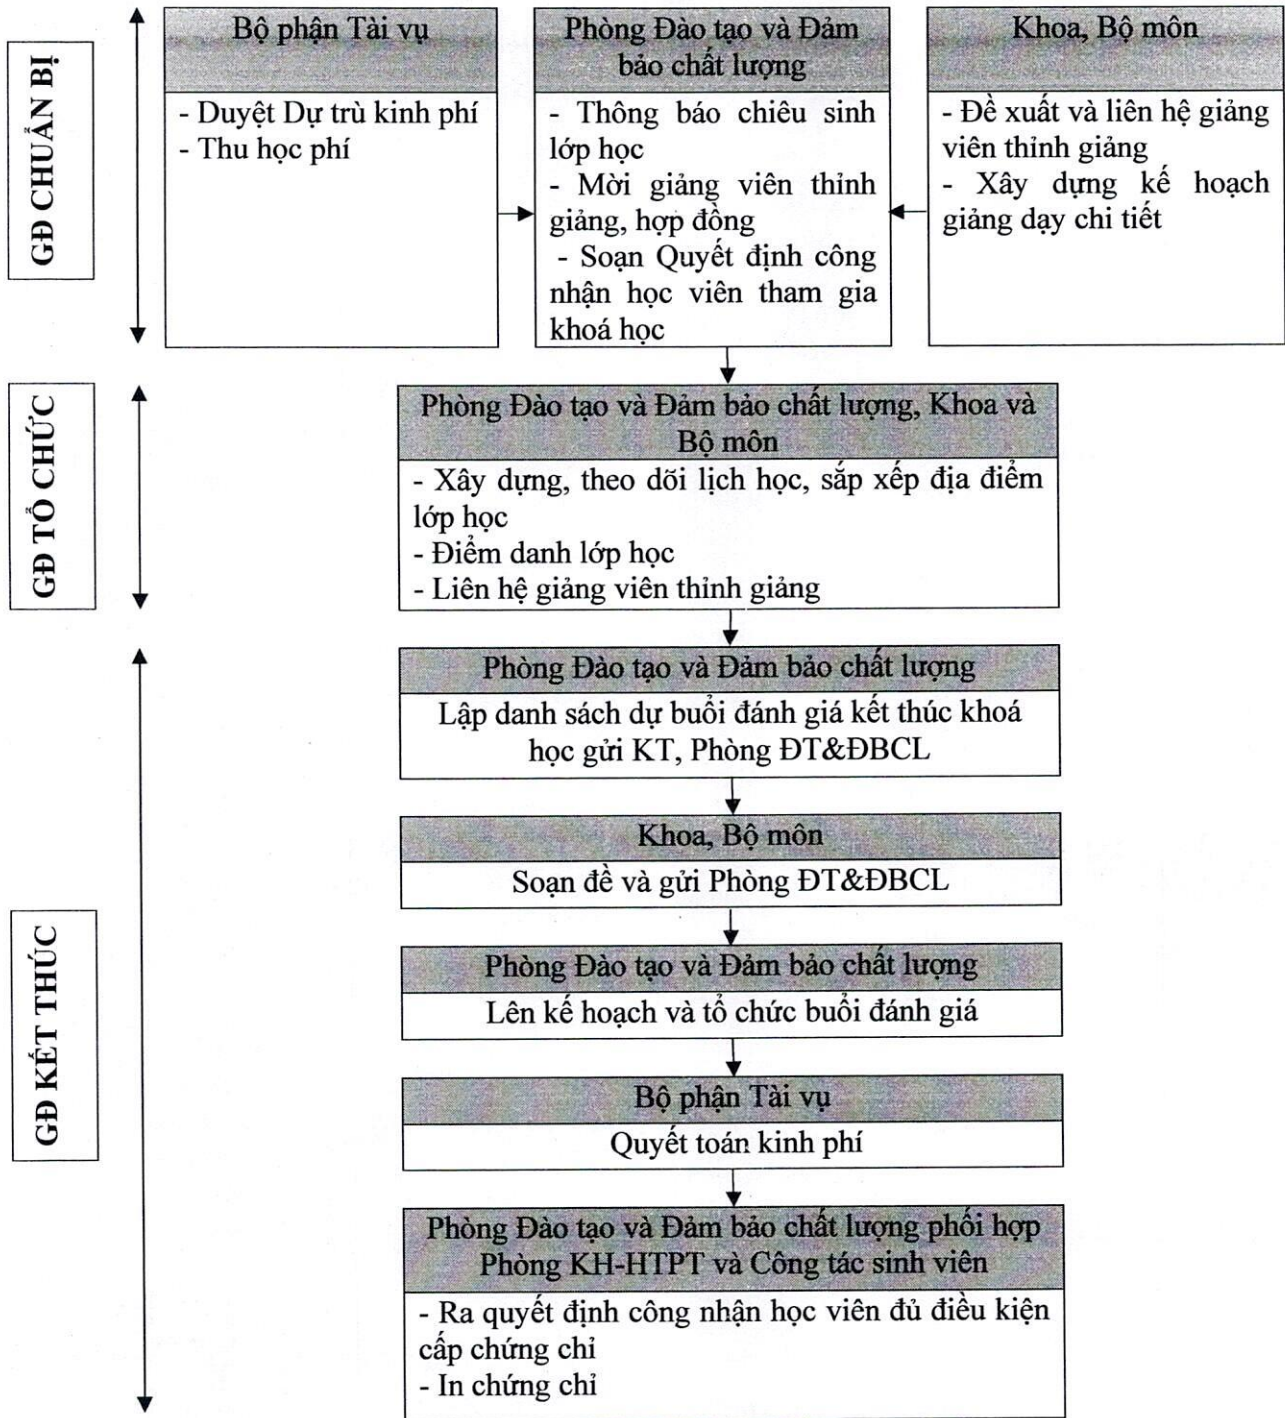 GĐ CHUẨN BỊ
Bộ phận Tài vụ
- Duyệt Dự trù kinh phí
- Thu học phí
Phòng Đào tạo và Đảm
bảo chất lượng
- Thông báo chiêu sinh
lớp học
- Mời giảng viên thỉnh
giảng, hợp đồng
- Soạn Quyết định công
nhận học viên tham gia
khoá học
Khoa, Bộ môn
- Đề xuất và liên hệ giảng
viên thỉnh giảng
- Xây dựng kế hoạch
giảng dạy chi tiết
GĐ TỔ CHỨC
Phòng Đào tạo và Đảm bảo chất lượng, Khoa và
Bộ môn
- Xây dựng, theo dõi lịch học, sắp xếp địa điểm
lớp học
- Điểm danh lớp học
- Liên hệ giảng viên thỉnh giảng
GĐ KẾT THÚC
Phòng Đào tạo và Đảm bảo chất lượng
Lập danh sách dự buổi đánh giá kết thúc khoá
học gửi KT, Phòng ĐT&ĐBCL
Khoa, Bộ môn
Soạn đề và gửi Phòng ĐT&ĐBCL
Phòng Đào tạo và Đảm bảo chất lượng
Lên kế hoạch và tổ chức buổi đánh giá
Bộ phận Tài vụ
Quyết toán kinh phí
Phòng Đào tạo và Đảm bảo chất lượng phối hợp
Phòng KH-HTPT và Công tác sinh viên
- Ra quyết định công nhận học viên đủ điều kiện
cấp chứng chỉ
- In chứng chỉ